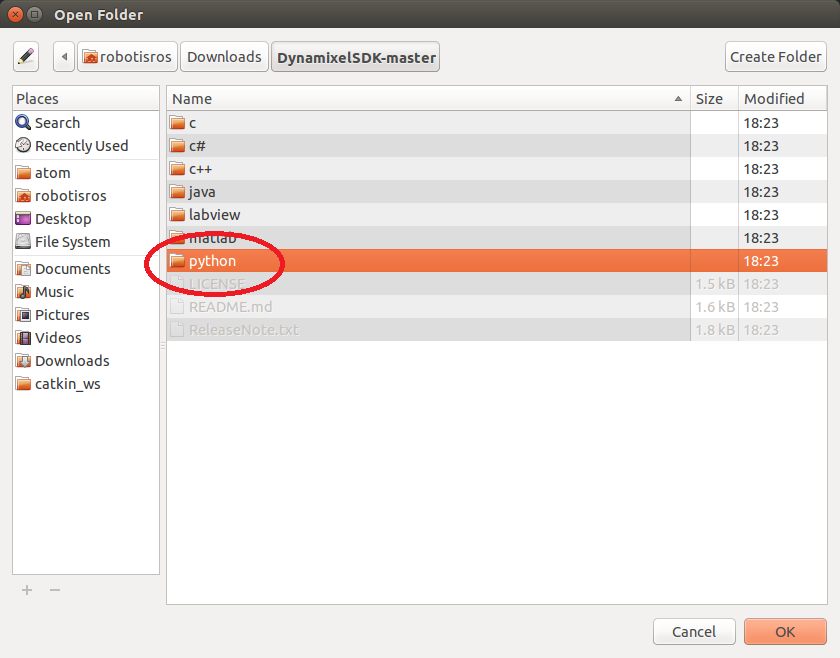 Open Folder
robotisros Downloads DynamixelSDK-master Create Folder
Places
Search
Recently Used
atom
robotisros
Desktop
File System
Documents
Music
Pictures
Videos
Downloads
catkin_ws
Name Size Modified
c 18:23
c# 18:23
c++ 18:23
java 18:23
labview 18:23
matlab 18:23
python 18:23
LICENSE 1.5 kB 18:23
README.md 1.6 kB 18:23
ReleaseNote.txt 1.8 kB 18:23
Cancel OK